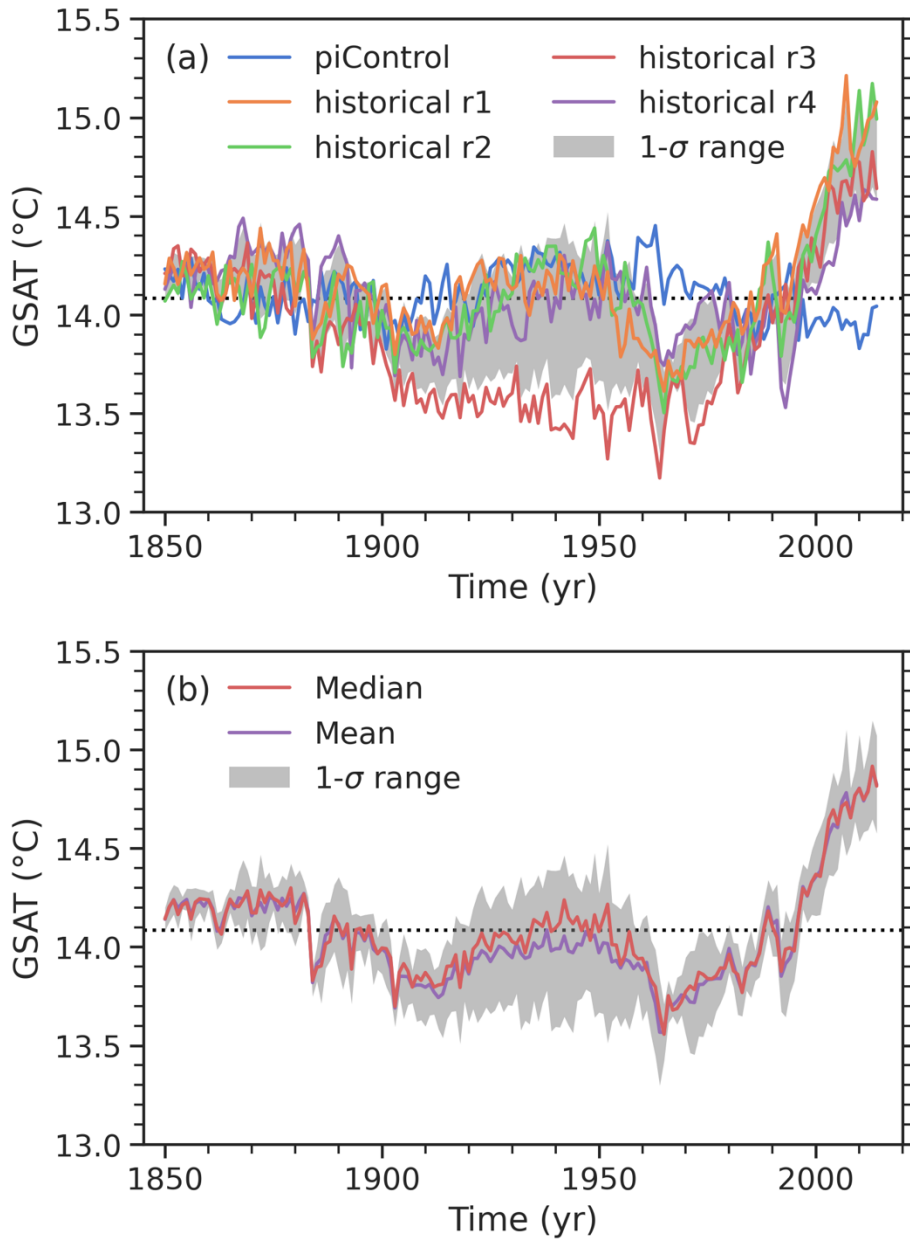 15.5
(a)
piControl
historical r3
historical r1
historical r4
historical r2
1-σ range
15.0
14.5
14.0
13.5
13.0
GSAT (°C)
1850
1900
1950
2000
Time (yr)
15.5
(b)
Median
Mean
1-σ range
15.0
14.5
14.0
13.5
13.0
GSAT (°C)
1850
1900
1950
2000
Time (yr)